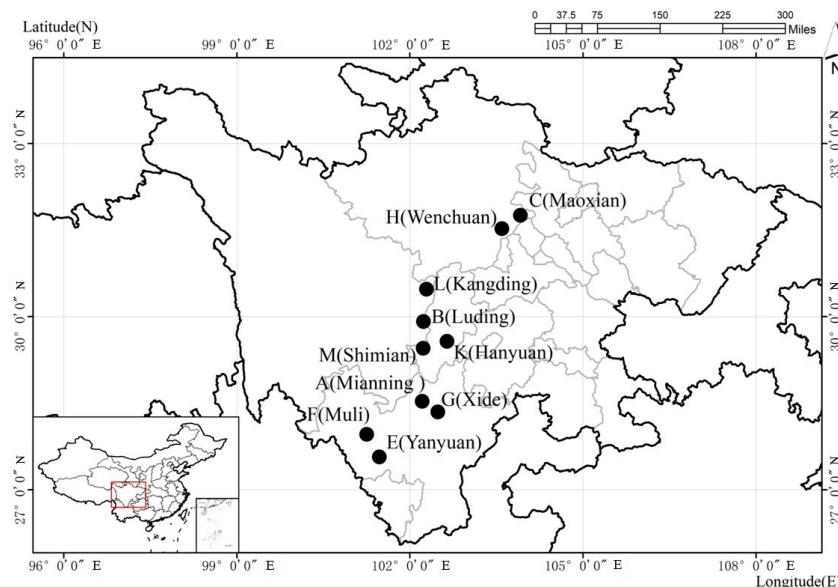 0 37.5 75 150 225 300
Miles
Latitude(N)
96° 0′0″ E 99° 0′0″ E 102° 0′0″ E 105° 0′0″ E 108° 0′0″ E
N
33° 0′0″ N 33° 0′0″ N
C(Maoxian)
H(Wenchuan)
L(Kangding)
30° 0′0″ N 30° 0′0″ N
B(Luding)
M(Shimian)
K(Hanyuan)
A(Mianning )
G(Xide)
F(Muli)
E(Yanyuan)
27° 0′0″ N 27° 0′0″ N
96° 0′0″ E 99° 0′0″ E 102° 0′0″ E 105° 0′0″ E 108° 0′0″ E
Longitude(E